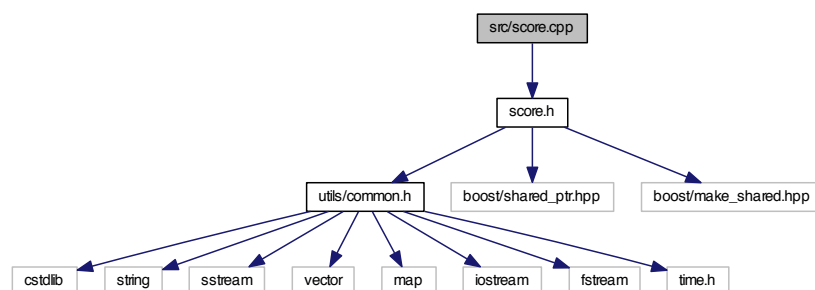 src/score.cpp
score.h
utils/common.h
boost/shared_ptr.hpp
boost/make_shared.hpp
cstdlib
string
sstream
vector
map
iostream
fstream
time.h